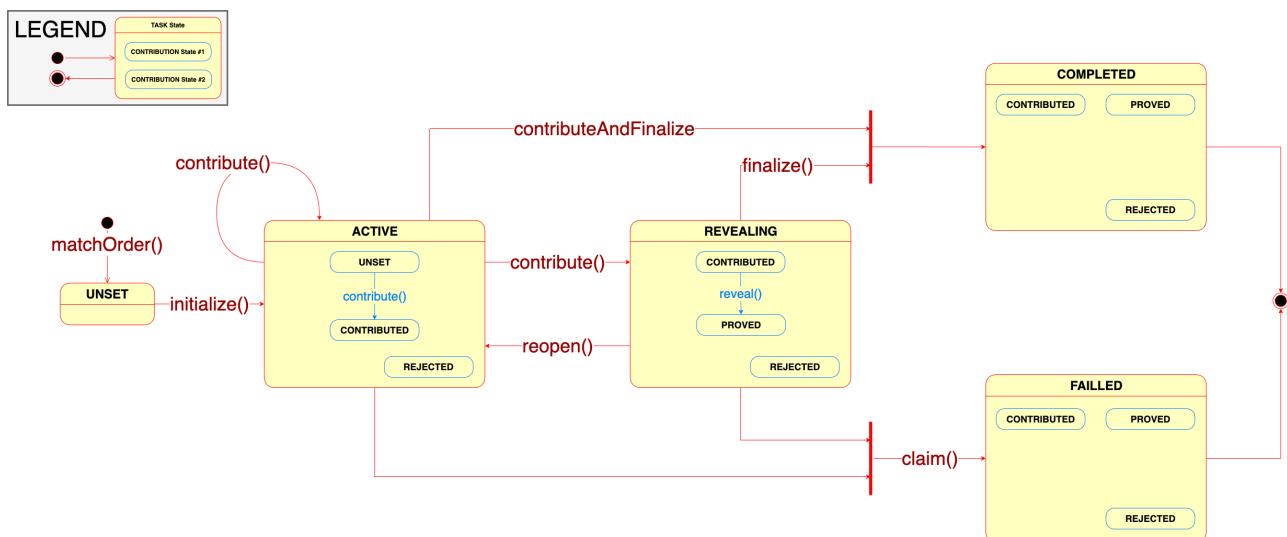 LEGEND
TASK State
CONTRIBUTION State #1
CONTRIBUTION State #2
COMPLETED
CONTRIBUTED
PROVED
REJECTED
contributeAndFinalize
contribute()
finalize()
matchOrder()
UNSET
initialize()
ACTIVE
UNSET
contribute()
CONTRIBUTED
REJECTED
contribute()
reopen()
REVEALING
CONTRIBUTED
reveal()
PROVED
REJECTED
claim()
FAILLED
CONTRIBUTED
PROVED
REJECTED